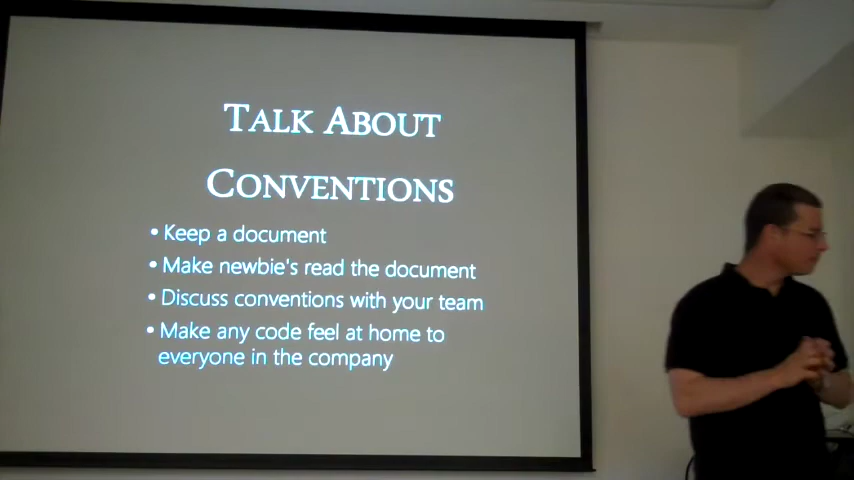 TALK ABOUT
CONVENTIONS
• Keep a document
• Make newbie's read the document
• Discuss conventions with your team
• Make any code feel at home to
everyone in the company